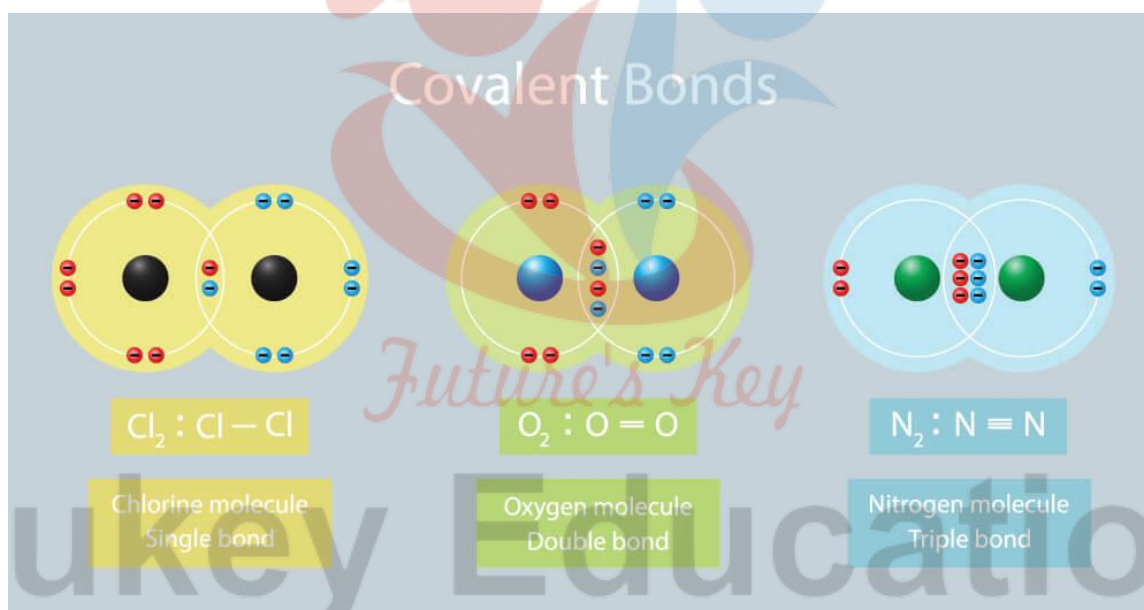 Covalent Bonds
Future's Key
Cl₂ : Cl — Cl
O₂ : O = O
N₂ : N ≡ N
Chlorine molecule
Single bond
Oxygen molecule
Double bond
Nitrogen molecule
Triple bond
ukey Educatio